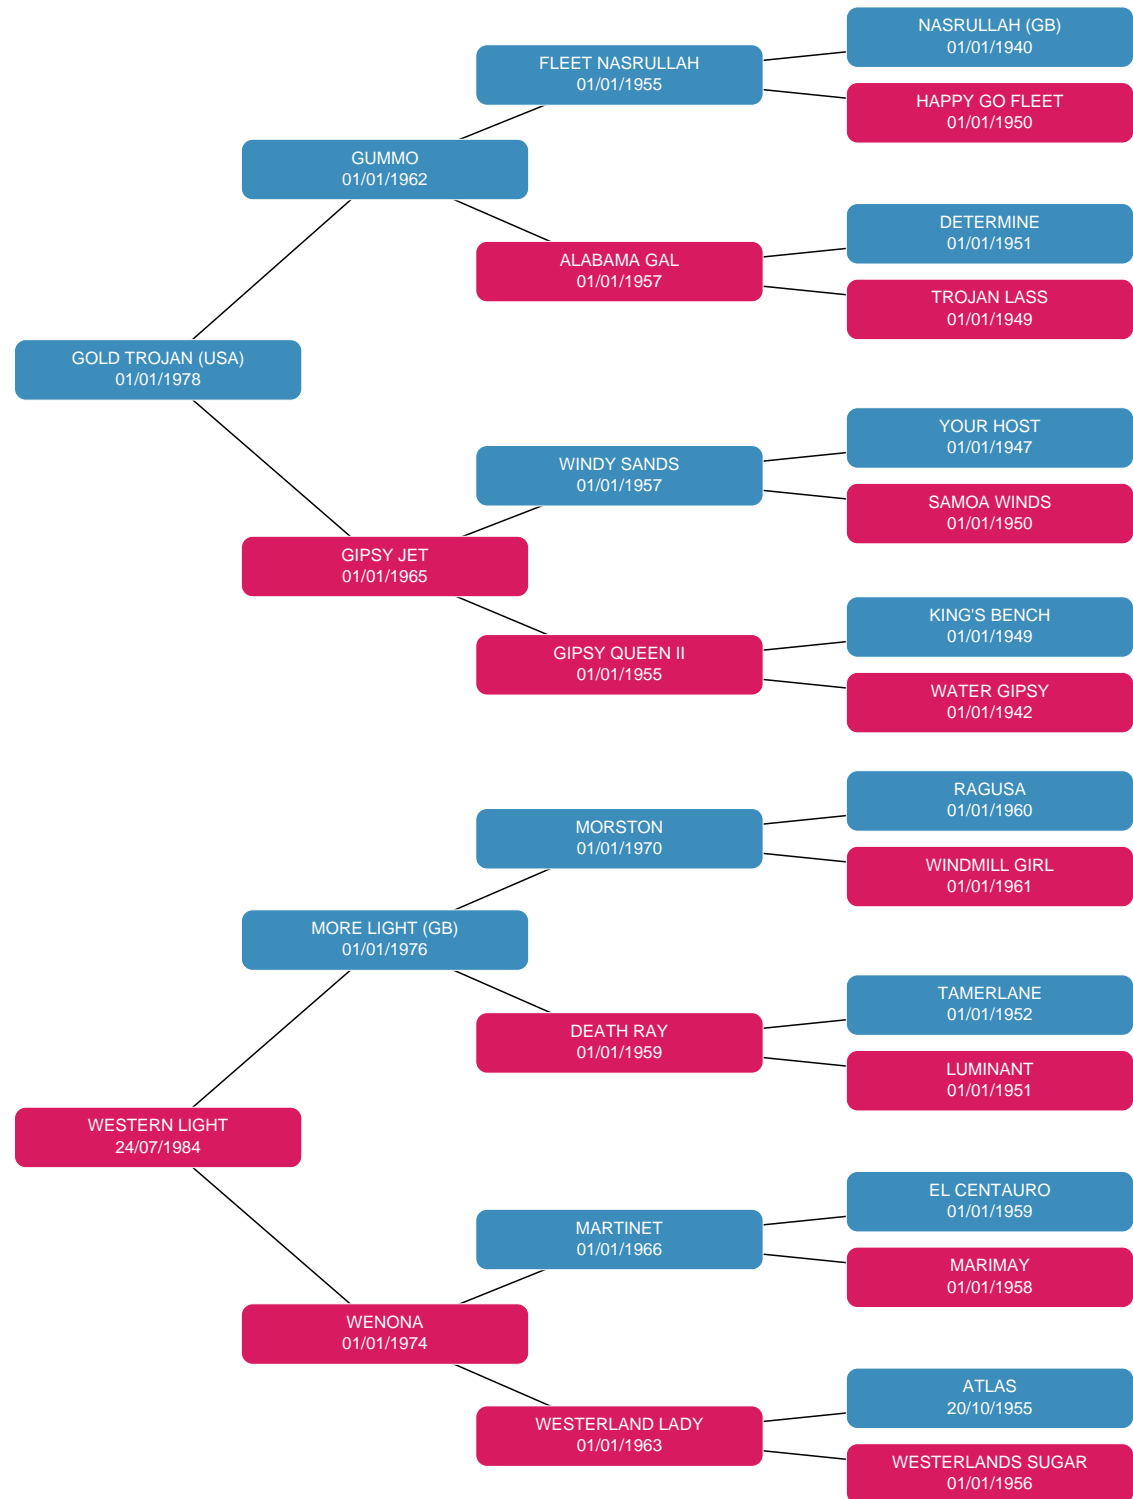 NASRULLAH (GB)
01/01/1940
FLEET NASRULLAH
01/01/1955
HAPPY GO FLEET
01/01/1950
GUMMO
01/01/1962
DETERMINE
01/01/1951
ALABAMA GAL
01/01/1957
TROJAN LASS
01/01/1949
GOLD TROJAN (USA)
01/01/1978
YOUR HOST
01/01/1947
WINDY SANDS
01/01/1957
SAMOA WINDS
01/01/1950
GIPSY JET
01/01/1965
KING'S BENCH
01/01/1949
GIPSY QUEEN II
01/01/1955
WATER GIPSY
01/01/1942
RAGUSA
01/01/1960
MORSTON
01/01/1970
WINDMILL GIRL
01/01/1961
MORE LIGHT (GB)
01/01/1976
TAMERLANE
01/01/1952
DEATH RAY
01/01/1959
LUMINANT
01/01/1951
WESTERN LIGHT
24/07/1984
EL CENTAURO
01/01/1959
MARTINET
01/01/1966
MARIMAY
01/01/1958
WENONA
01/01/1974
ATLAS
20/10/1955
WESTERLAND LADY
01/01/1963
WESTERLANDS SUGAR
01/01/1956